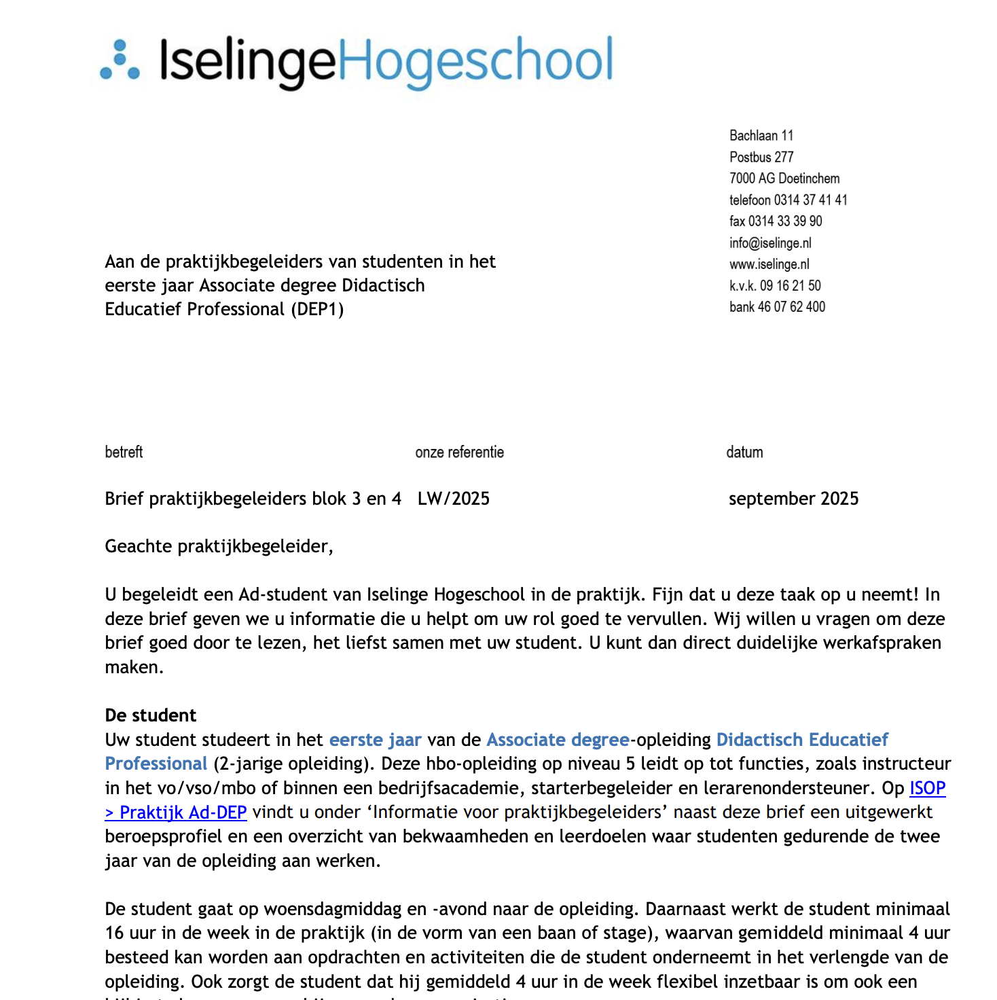 IselingeHogeschool
Bachlaan 11
Postbus 277
7000 AG Doetinchem
telefoon 0314 37 41 41
fax 0314 33 39 90
info@iselinge.nl
www.iselinge.nl
k.v.k. 09 16 21 50
bank 46 07 62 400
Aan de praktijkbegeleiders van studenten in het
eerste jaar Associate degree Didactisch
Educatief Professional (DEP1)
betreft onze referentie datum
Brief praktijkbegeleiders blok 3 en 4 LW/2025 september 2025
Geachte praktijkbegeleider,
U begeleidt een Ad-student van Iselinge Hogeschool in de praktijk. Fijn dat u deze taak op u neemt! In
deze brief geven we u informatie die u helpt om uw rol goed te vervullen. Wij willen u vragen om deze
brief goed door te lezen, het liefst samen met uw student. U kunt dan direct duidelijke werkafspraken
maken.
De student
Uw student studeert in het eerste jaar van de Associate degree-opleiding Didactisch Educatief
Professional (2-jarige opleiding). Deze hbo-opleiding op niveau 5 leidt op tot functies, zoals instructeur
in het vo/vso/mbo of binnen een bedrijfsacademie, starterbegeleider en lerarenondersteuner. Op ISOP
> Praktijk Ad-DEP vindt u onder ‘Informatie voor praktijkbegeleiders’ naast deze brief een uitgewerkt
beroepsprofiel en een overzicht van bekwaamheden en leerdoelen waar studenten gedurende de twee
jaar van de opleiding aan werken.
De student gaat op woensdagmiddag en -avond naar de opleiding. Daarnaast werkt de student minimaal
16 uur in de week in de praktijk (in de vorm van een baan of stage), waarvan gemiddeld minimaal 4 uur
besteed kan worden aan opdrachten en activiteiten die de student onderneemt in het verlengde van de
opleiding. Ook zorgt de student dat hij gemiddeld 4 uur in de week flexibel inzetbaar is om ook een